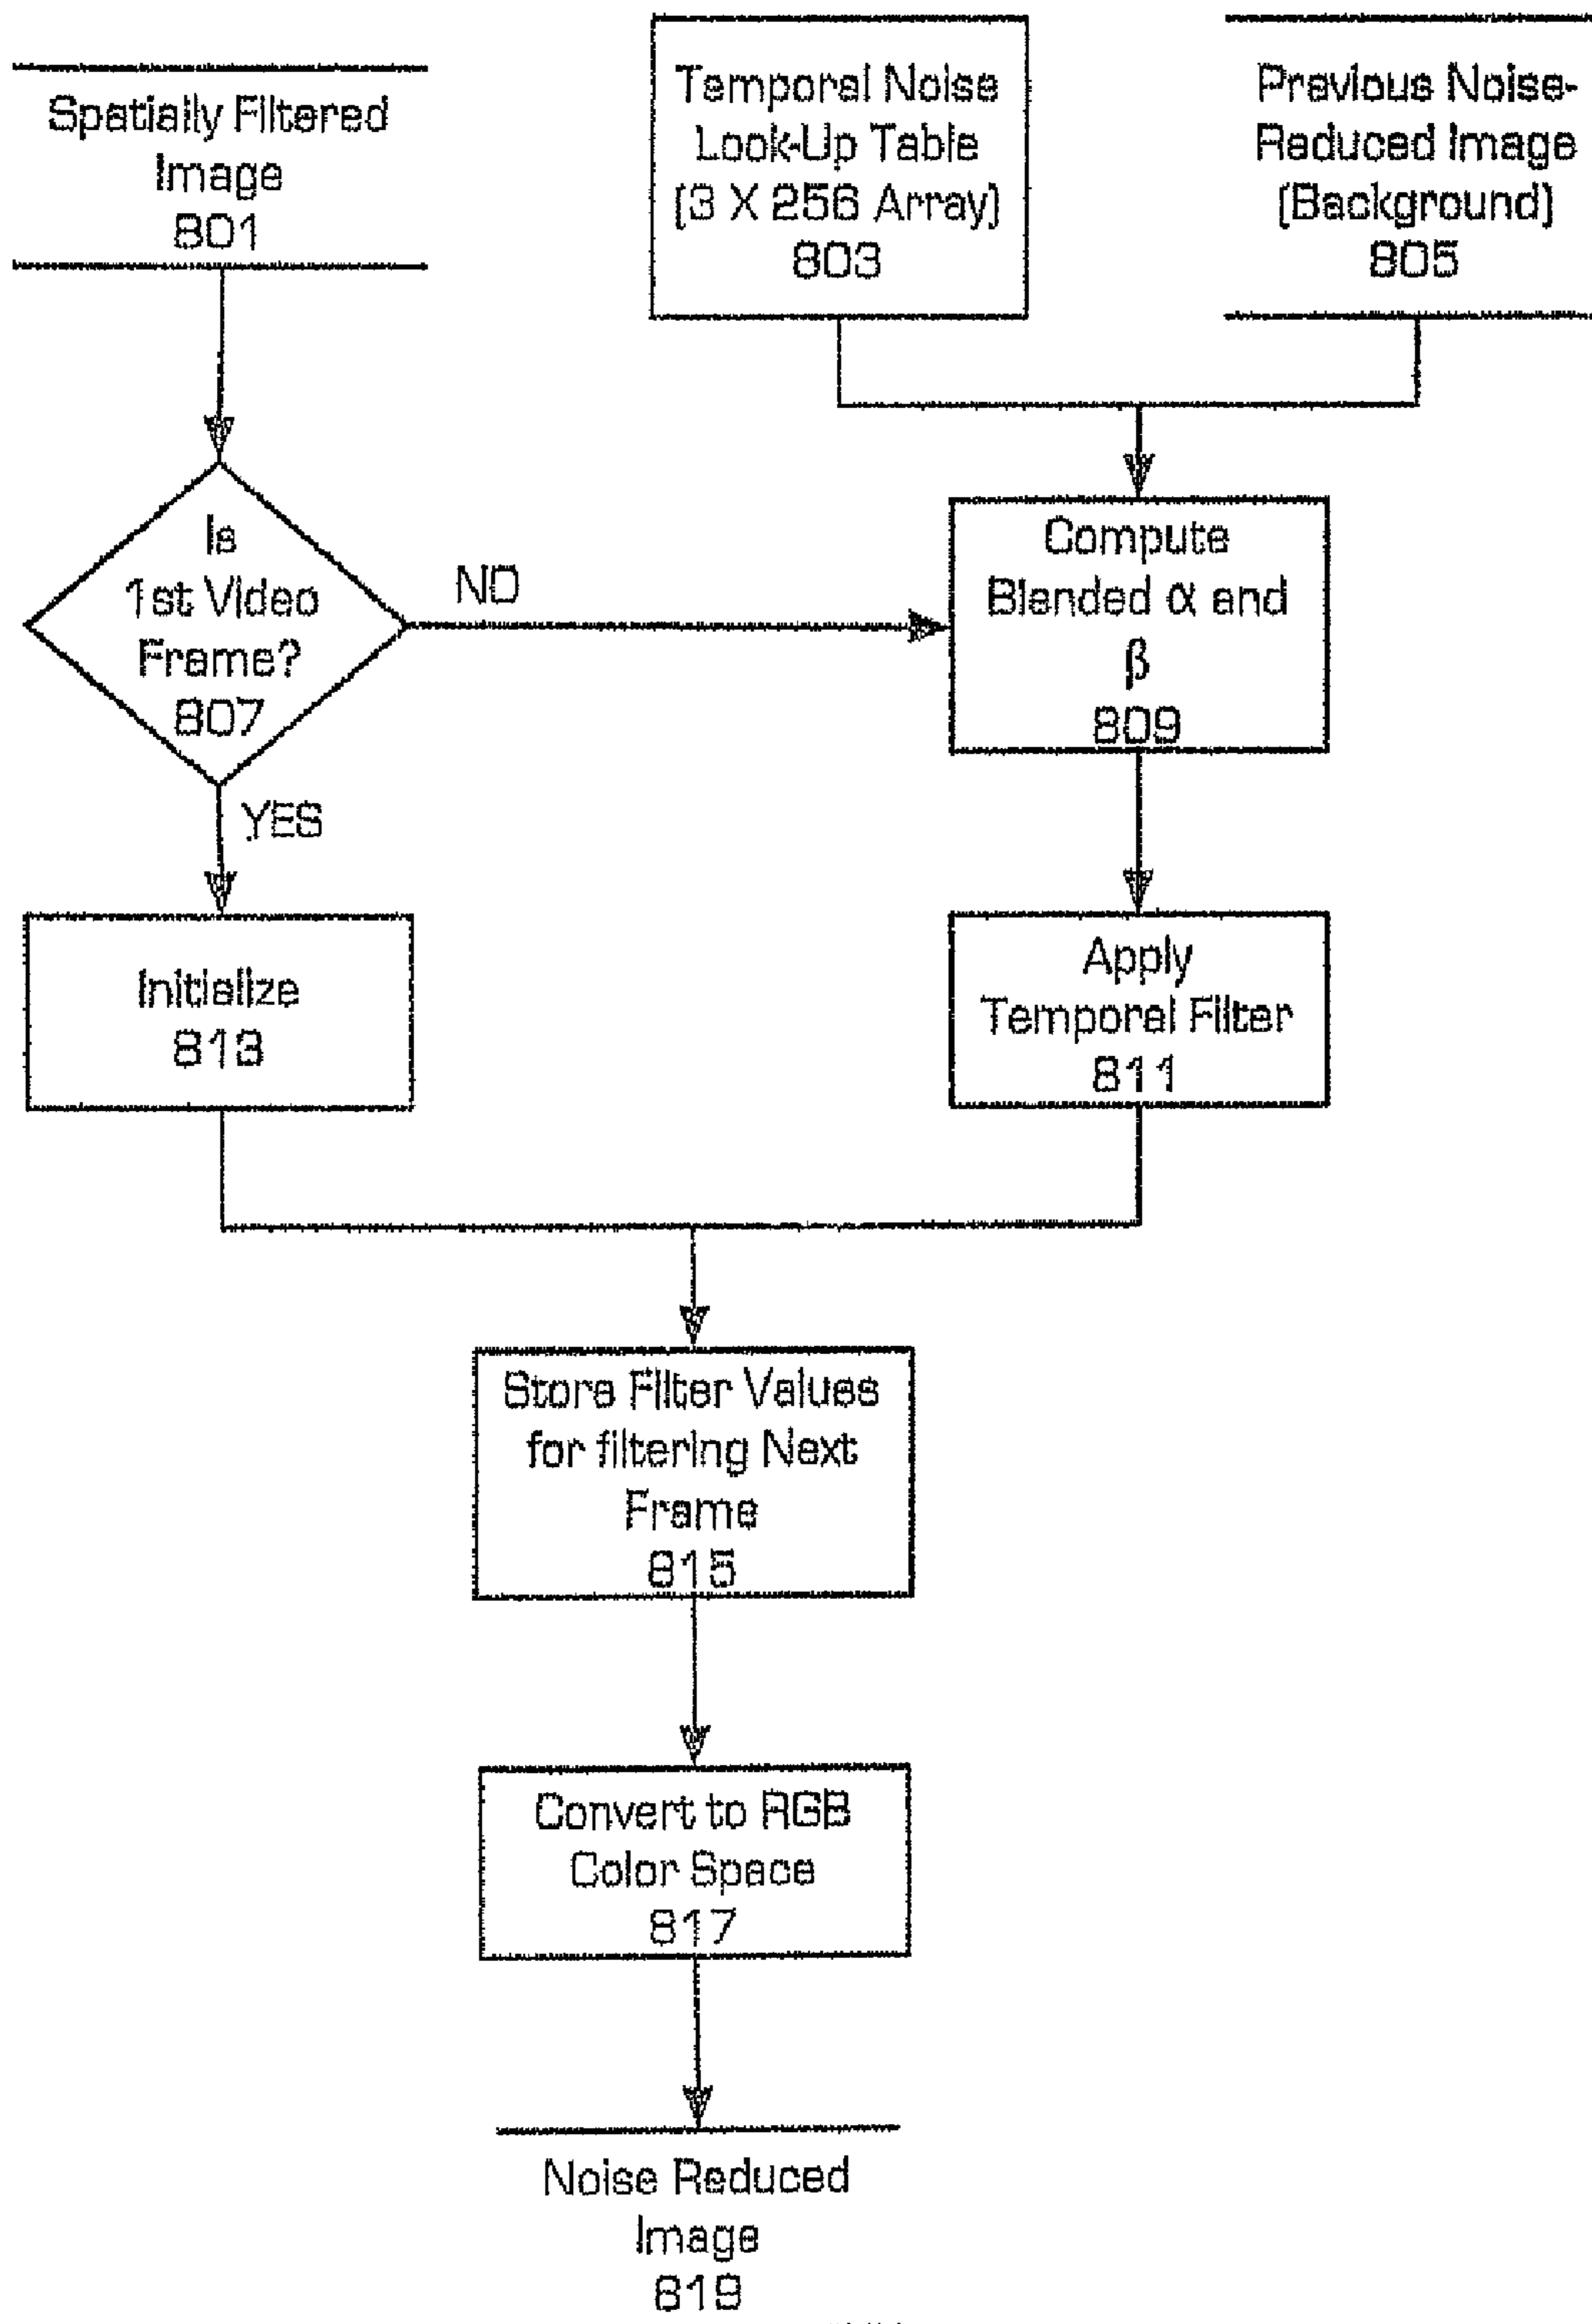 Spatially Filtered
Image
801
Temporal Noise
Look-Up Table
(3 X 256 Array)
803
Previous Noise-
Reduced Image
(Background)
805
Is
1st Video
Frame?
807
NO
YES
Compute
Blended α and
β
809
Initialize
813
Apply
Temporal Filter
811
Store Filter Values
for filtering Next
Frame
815
Convert to RGB
Color Space
817
Noise Reduced
Image
819